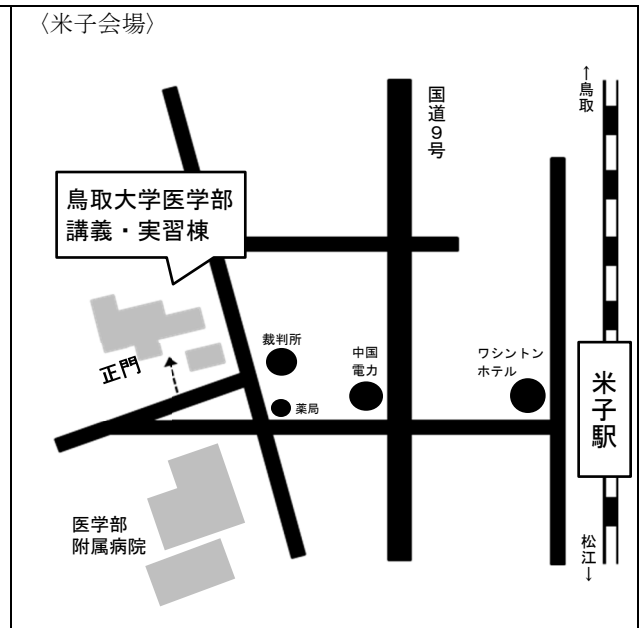 〈米子会場〉
↑鳥取
国道9号
鳥取大学医学部
講義・実習棟
裁判所
中国
電力
ワシントン
ホテル
正門
薬局
米子駅
医学部
附属病院
松江↓